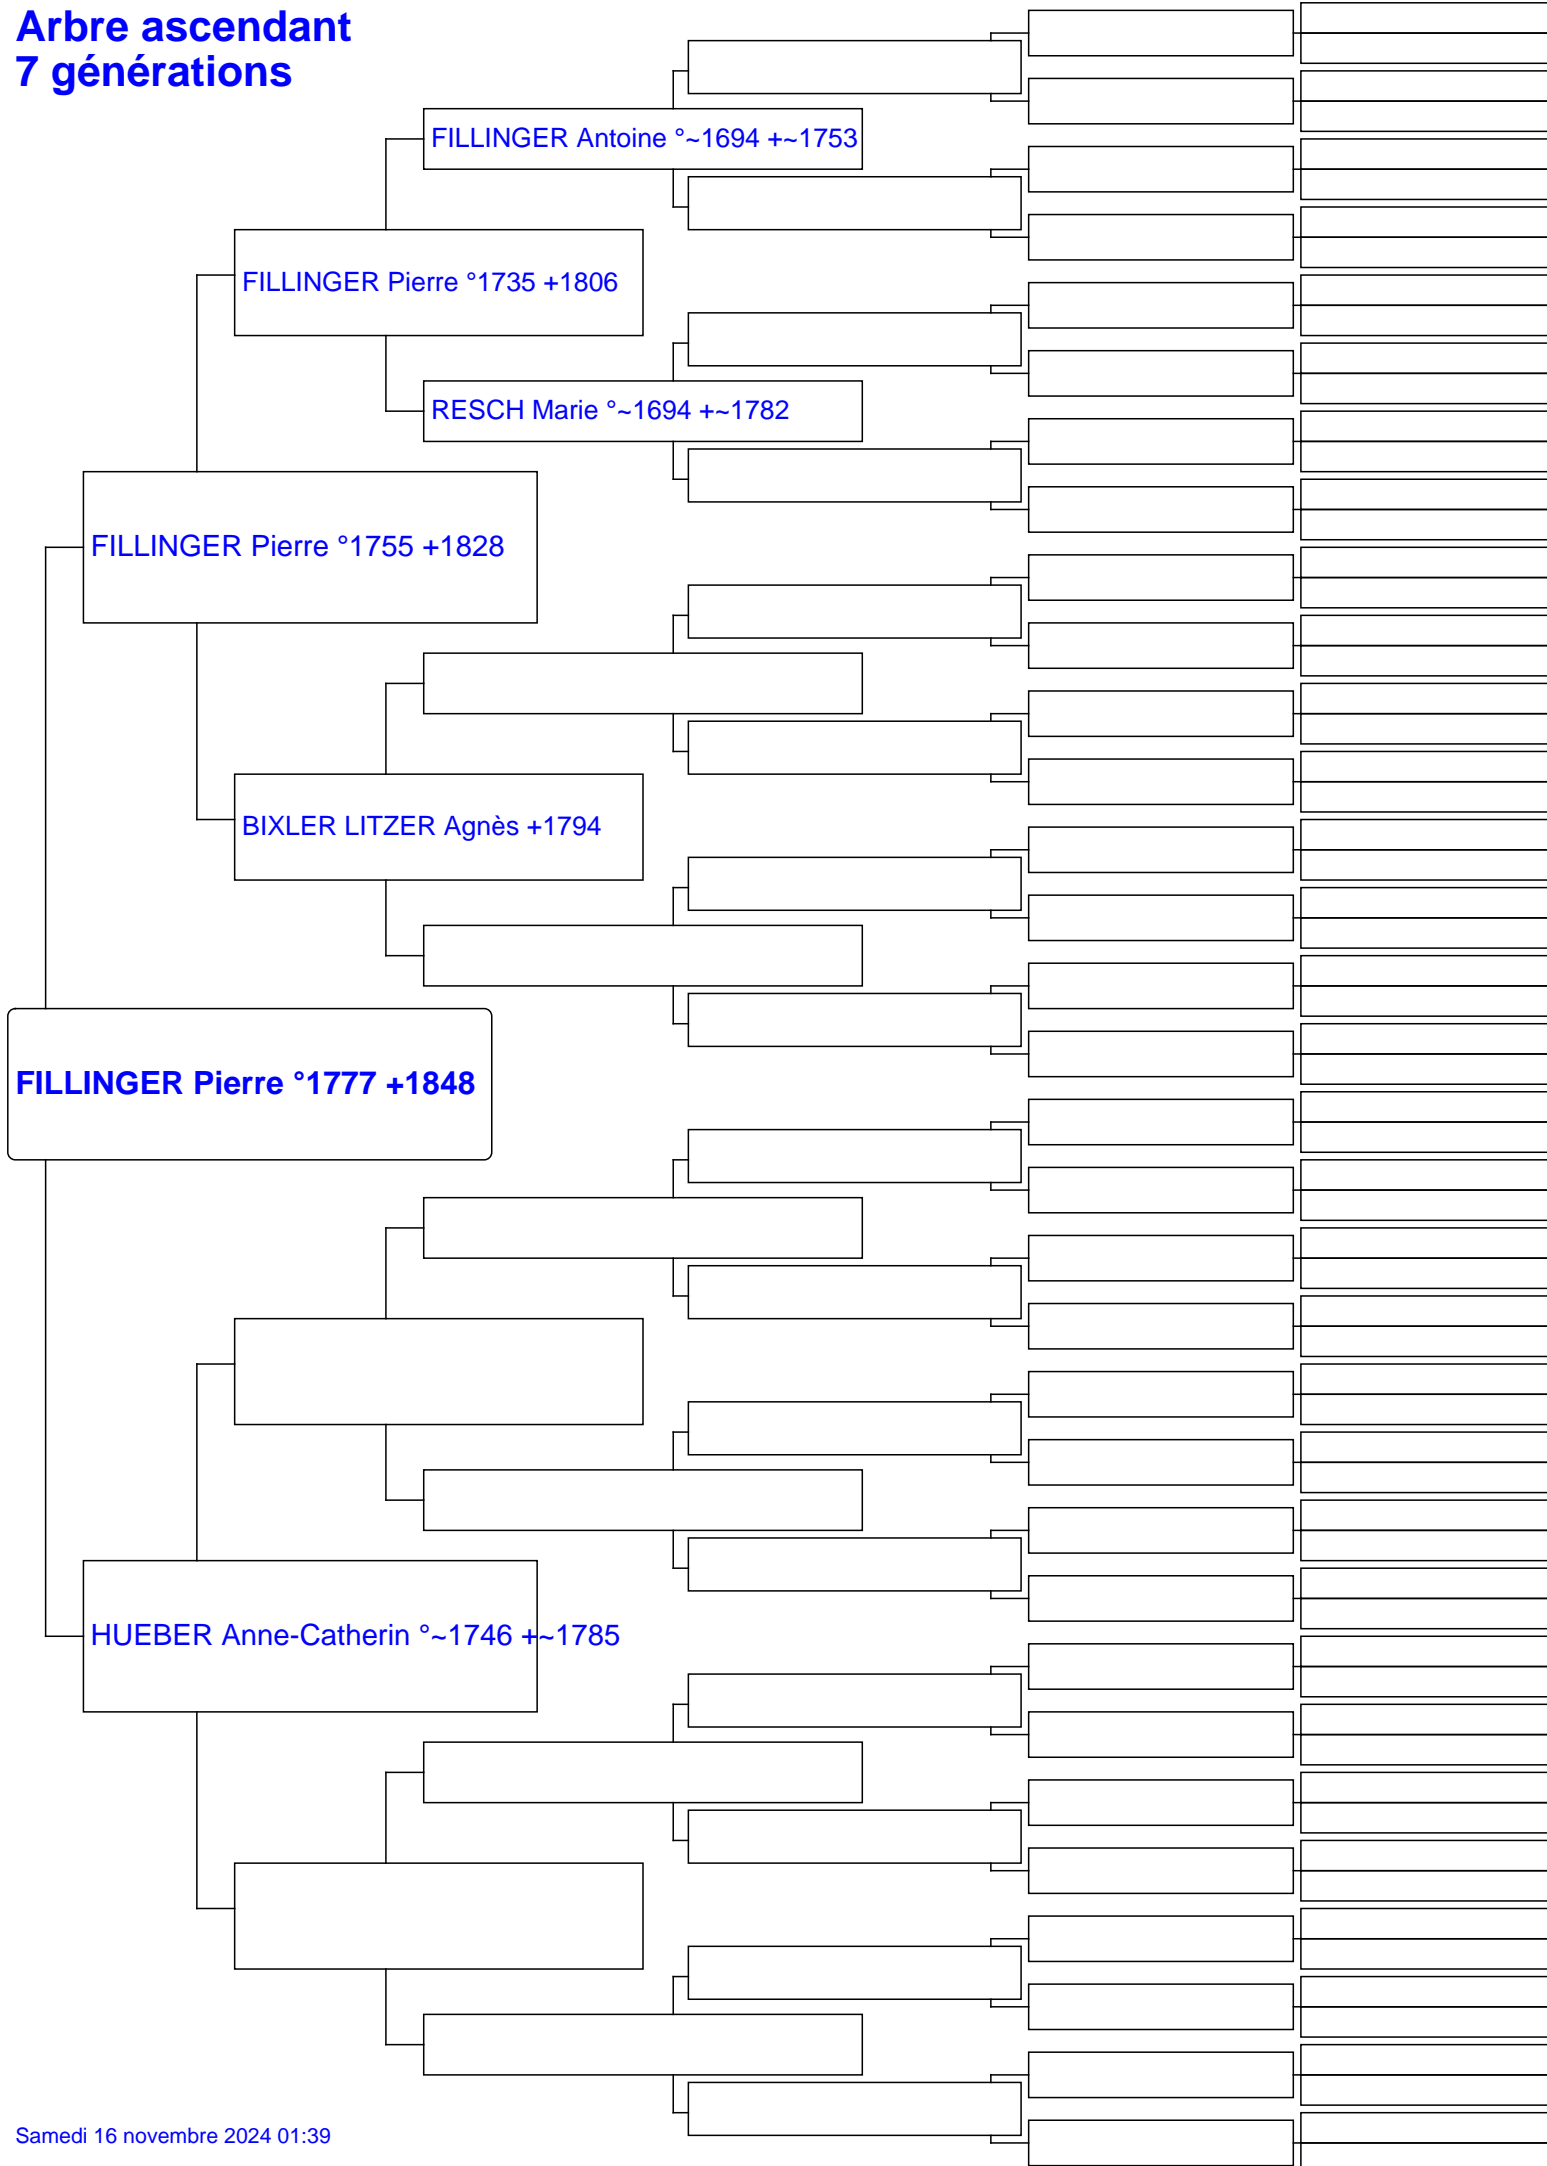 Arbre ascendant
7 générations
FILLINGER Antoine °~1694 +~1753
FILLINGER Pierre °1735 +1806
RESCH Marie °~1694 +~1782
FILLINGER Pierre °1755 +1828
BIXLER LITZER Agnès +1794
FILLINGER Pierre °1777 +1848
HUEBER Anne-Catherin °~1746 +~1785
Samedi 16 novembre 2024 01:39